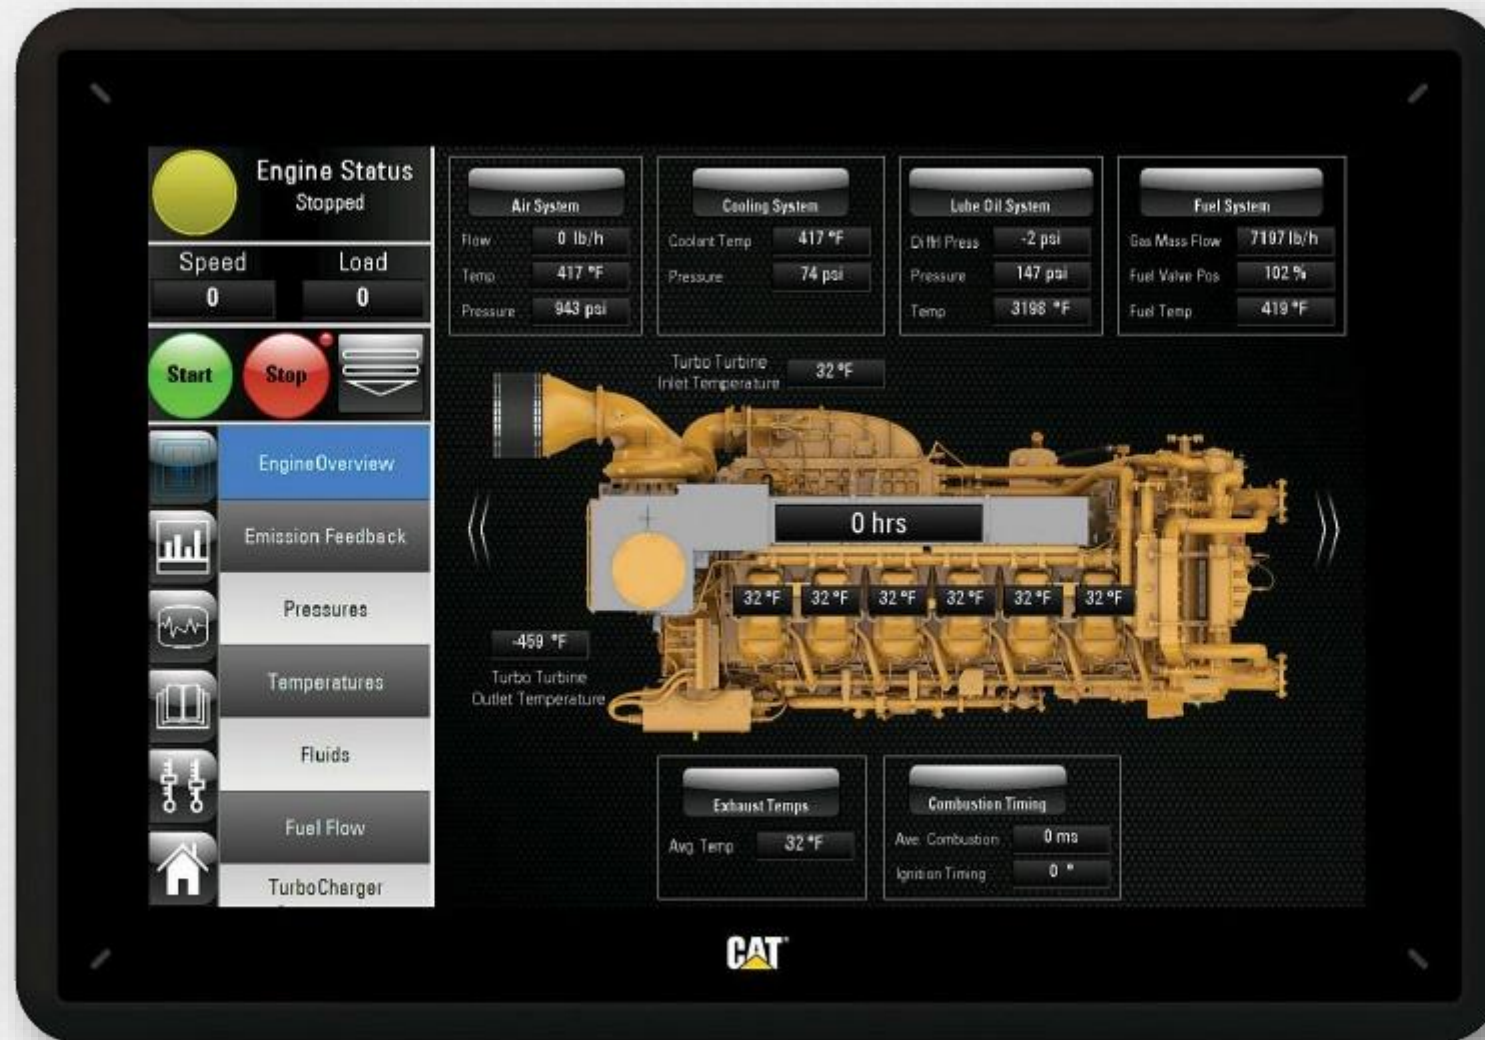 Engine Status
Stopped
Speed
Load
0
0
Start
Stop
EngineOverview
Emission Feedback
Pressures
Temperatures
Fluids
Fuel Flow
TurboCharger
Air System
Flow
0 lb/h
Temp
417 °F
Pressure
943 psi
Cooling System
Coolant Temp
417 °F
Pressure
74 psi
Lube Oil System
Diffrl Press
-2 psi
Pressure
147 psi
Temp
3198 °F
Fuel System
Gas Mass Flow
7197 lb/h
Fuel Valve Pos
102 %
Fuel Temp
419 °F
Turbo Turbine
Inlet Temperature
32 °F
0 hrs
32 °F
32 °F
32 °F
32 °F
32 °F
32 °F
-459 °F
Turbo Turbine
Outlet Temperature
Exhaust Temps
Avg. Temp
32 °F
Combustion Timing
Ave. Combustion
0 ms
Ignition Timing
0 °
CAT